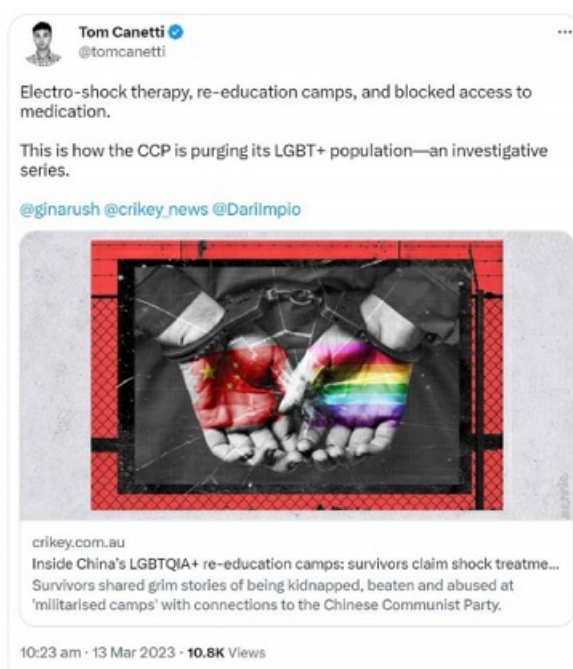 Tom Canetti
@tomcanetti
Electro-shock therapy, re-education camps, and blocked access to
medication.
This is how the CCP is purging its LGBT+ population—an investigative
series.
@ginarush @crikey_news @DariImpio
crikey.com.au
Inside China's LGBTQIA+ re-education camps: survivors claim shock treatme...
Survivors shared grim stories of being kidnapped, beaten and abused at
'militarised camps' with connections to the Chinese Communist Party.
10:23 am · 13 Mar 2023 · 10.8K Views